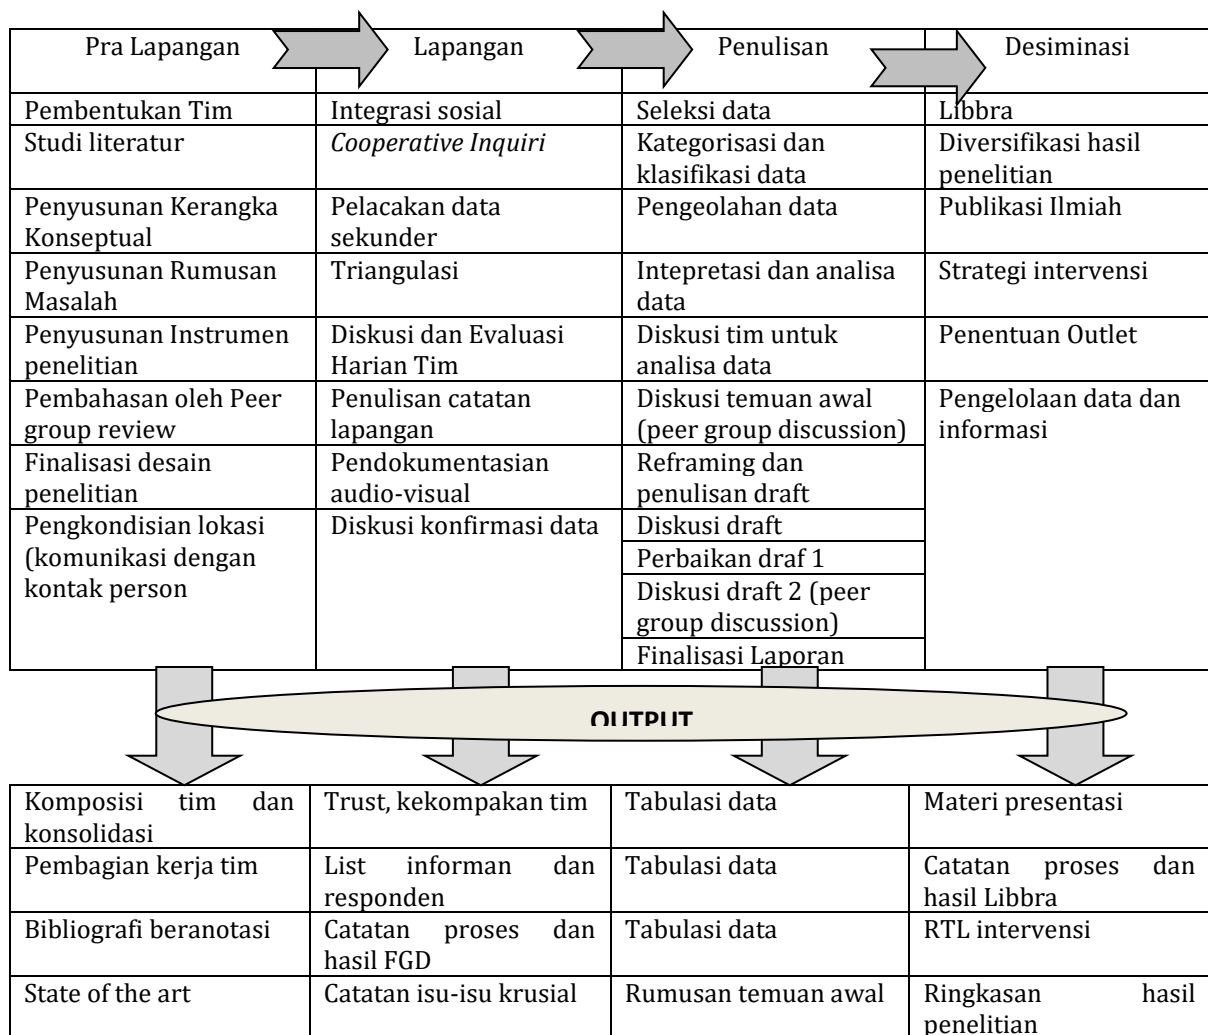 Pra Lapangan
Lapangan
Penulisan
Desiminasi
Pembentukan Tim
Integrasi sosial
Seleksi data
Libbra
Studi literatur
Cooperative Inquiri
Kategorisasi dan
klasifikasi data
Diversifikasi hasil
penelitian
Penyusunan Kerangka
Konseptual
Pelacakan data
sekunder
Pengeolahan data
Publikasi Ilmiah
Penyusunan Rumusan
Masalah
Triangulasi
Intepretasi dan analisa
data
Strategi intervensi
Penyusunan Instrumen
penelitian
Diskusi dan Evaluasi
Harian Tim
Diskusi tim untuk
analisa data
Penentuan Outlet
Pembahasan oleh Peer
group review
Penulisan catatan
lapangan
Diskusi temuan awal
(peer group discussion)
Pengelolaan data dan
informasi
Finalisasi desain
penelitian
Pendokumentasian
audio-visual
Reframing dan
penulisan draft
Pengkondisian lokasi
(komunikasi dengan
kontak person
Diskusi konfirmasi data
Diskusi draft
Perbaikan draf 1
Diskusi draft 2 (peer
group discussion)
Finalisasi Laporan
OUTPUT
Komposisi tim dan
konsolidasi
Trust, kekompakan tim
Tabulasi data
Materi presentasi
Pembagian kerja tim
List informan dan
responden
Tabulasi data
Catatan proses dan
hasil Libbra
Bibliografi beranotasi
Catatan proses dan
hasil FGD
Tabulasi data
RTL intervensi
State of the art
Catatan isu-isu krusial
Rumusan temuan awal
Ringkasan hasil
penelitian